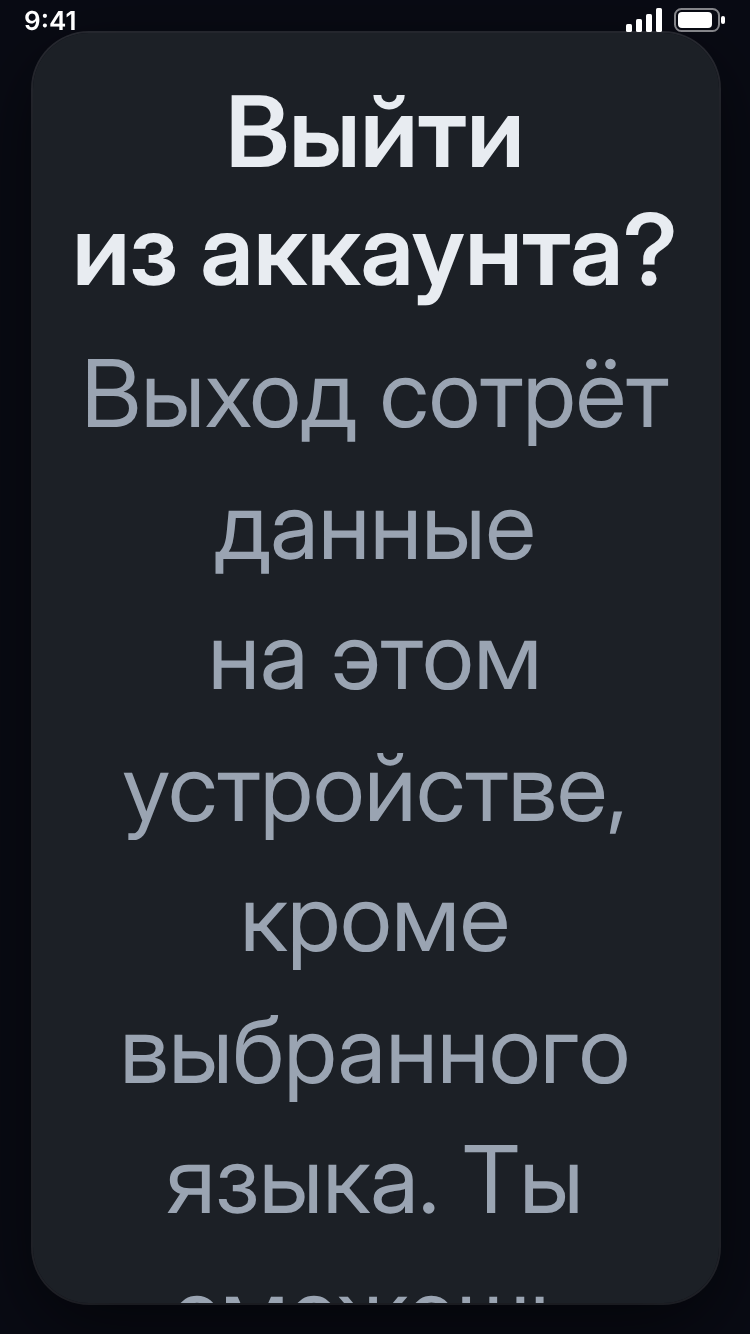 9:41
Выйти
из аккаунта?
Выход сотрёт
данные
на этом
устройстве,
кроме
выбранного
языка. Ты